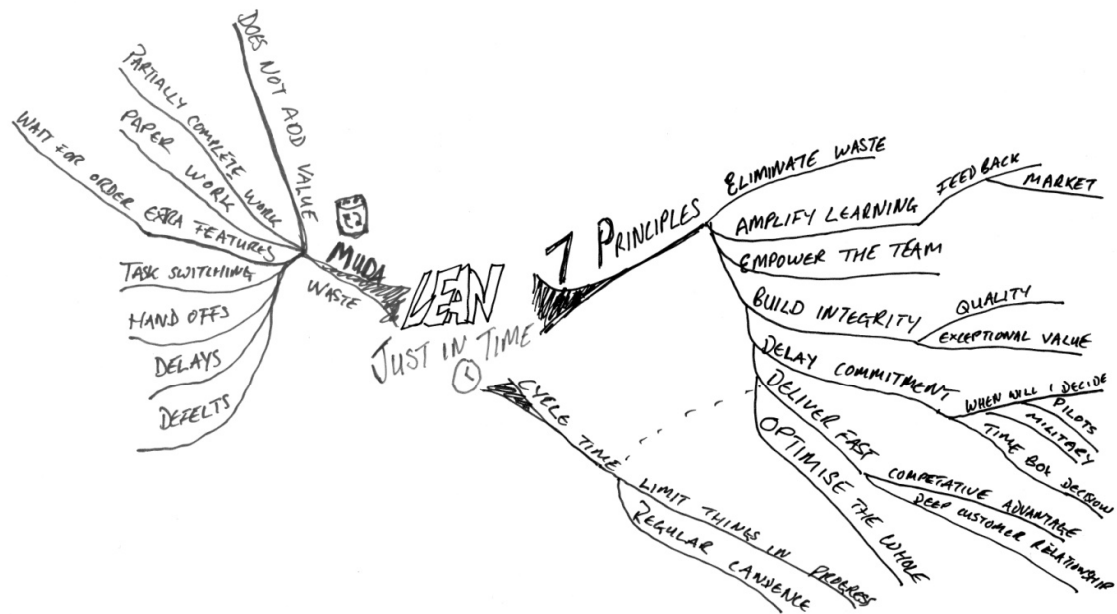 DOES NOT ADD VALUE
PARTIALLY COMPLETE WORK
PAPER WORK
WAIT FOR ORDER EXTRA FEATURES
TASK SWITCHING
HAND OFFS
DELAYS
DEFELTS
MUDA
WASTE
LEAN
JUST IN TIME
7 PRINCIPLES
ELIMINATE WASTE
AMPLIFY LEARNING
FEEDBACK
MARKET
EMPOWER THE TEAM
BUILD INTEGRITY
QUALITY
EXCEPTIONAL VALUE
DELAY COMMITMENT
WHEN WILL I DECIDE
PILOTS
MILITARY
TIME BOX DECISION
DELIVER FAST
COMPETATIVE ADVANTAGE
DEEP CUSTOMER RELATIONSHIP
OPTIMISE THE WHOLE
CYCLE TIME
LIMIT THINGS IN PROGRESS
REGULAR CANDENCE